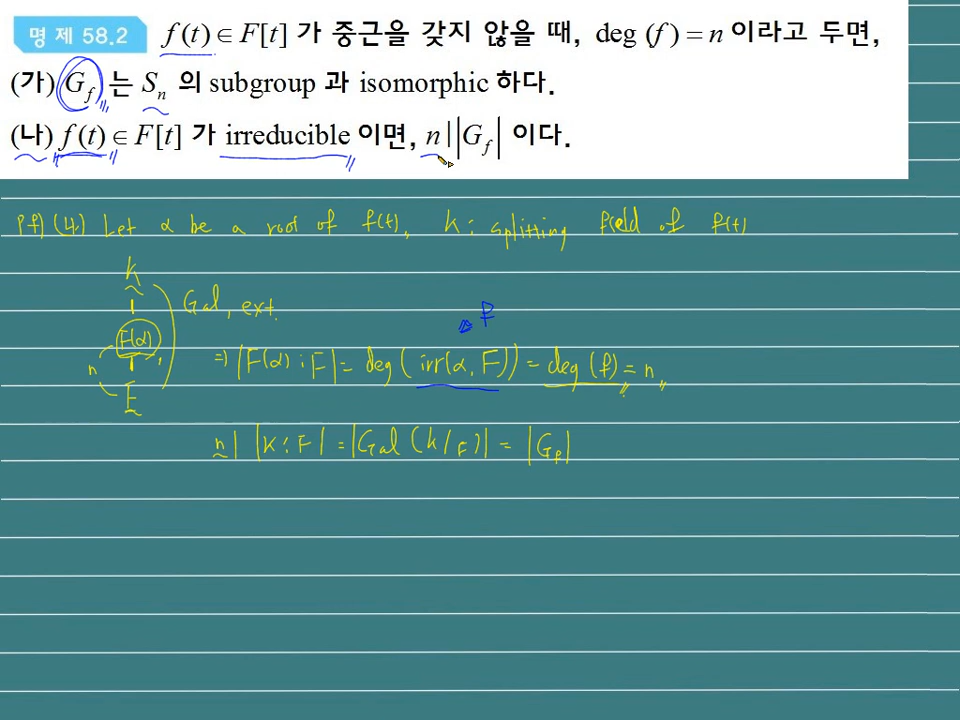 명 제 58.2 f(t) ∈ F[t] 가 중근을 갖지 않을 때, deg (f) = n 이라고 두면,
(가) G_f 는 S_n 의 subgroup 과 isomorphic 하다.
(나) f(t) ∈ F[t] 가 irreducible 이면, n | |G_f| 이다.
pf) (나) Let α be a root of f(t), K : splitting field of f(t)
K
Gal, ext.
F(α)
n
F
f
⇒ |F(α) : F| = deg ( irr(α, F) ) = deg (f) = n
n | |K : F| = |Gal (K/F)| = |G_f|